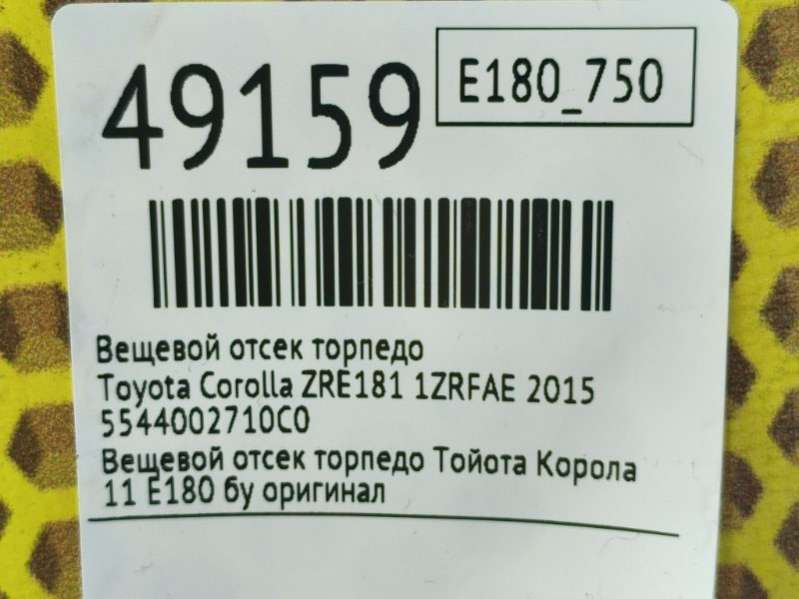 49159
E180_750
Вещевой отсек торпедо
Toyota Corolla ZRE181 1ZRFAE 2015
5544002710C0
Вещевой отсек торпедо Тойота Корола
11 E180 бу оригинал